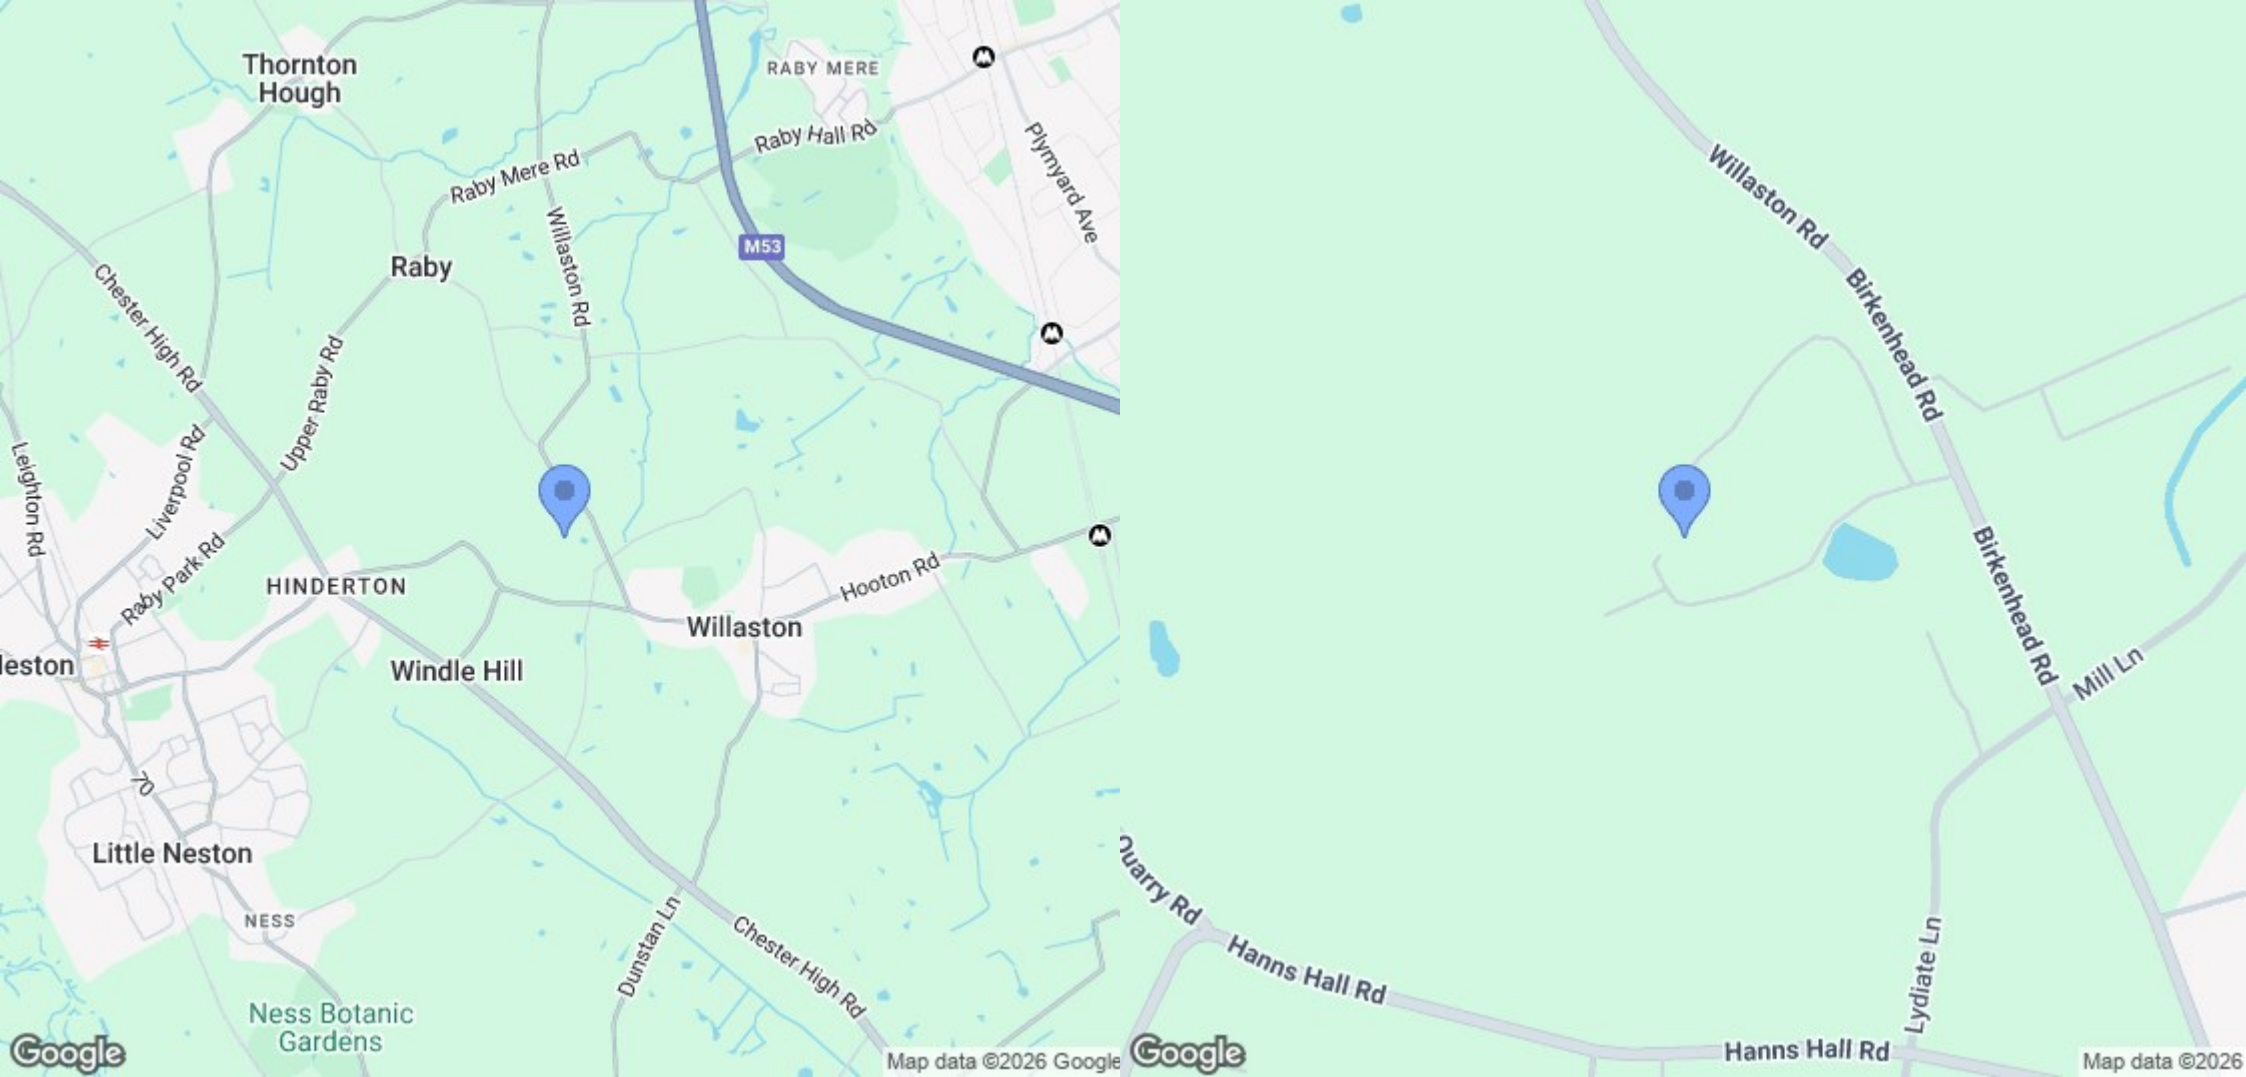 Thornton
Hough
RABY MERE
Raby Hall Rd
Plymyard Ave
Raby Mere Rd
Willaston Rd
M53
Raby
Chester High Rd
Upper Raby Rd
Liverpool Rd
Leighton Rd
Raby Park Rd
HINDERTON
Hooton Rd
Willaston
leston
Windle Hill
70
Little Neston
NESS
Dunstan Ln
Chester High Rd
Ness Botanic
Gardens
Google
Map data ©2026 Google
Willaston Rd
Birkenhead Rd
Birkenhead Rd
Mill Ln
Quarry Rd
Hanns Hall Rd
Lydiate Ln
Hanns Hall Rd
Google
Map data ©2026